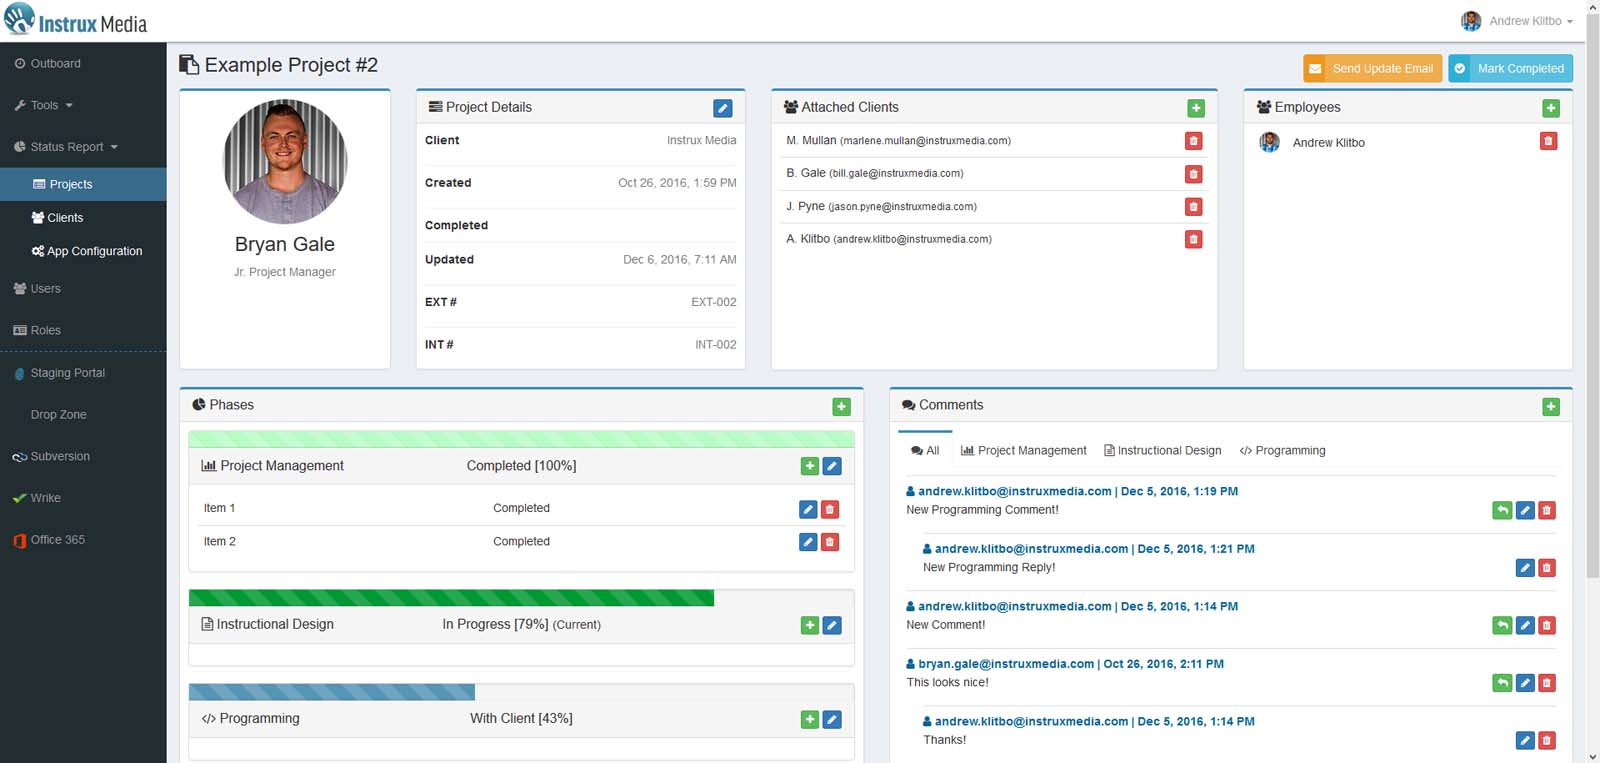 Instrux Media
Andrew Klitbo
Outboard
Tools
Status Report
Projects
Clients
App Configuration
Users
Roles
Staging Portal
Drop Zone
Subversion
Wrike
Office 365
Example Project #2
Send Update Email
Mark Completed
Bryan Gale
Jr. Project Manager
Project Details
Client Instrux Media
Created Oct 26, 2016, 1:59 PM
Completed
Updated Dec 6, 2016, 7:11 AM
EXT # EXT-002
INT # INT-002
Attached Clients
M. Mullan (marlene.mullan@instruxmedia.com)
B. Gale (bill.gale@instruxmedia.com)
J. Pyne (jason.pyne@instruxmedia.com)
A. Klitbo (andrew.klitbo@instruxmedia.com)
Employees
Andrew Klitbo
Phases
Project Management Completed [100%]
Item 1 Completed
Item 2 Completed
Instructional Design In Progress [79%] (Current)
Programming With Client [43%]
Comments
All Project Management Instructional Design Programming
andrew.klitbo@instruxmedia.com | Dec 5, 2016, 1:19 PM
New Programming Comment!
andrew.klitbo@instruxmedia.com | Dec 5, 2016, 1:21 PM
New Programming Reply!
andrew.klitbo@instruxmedia.com | Dec 5, 2016, 1:14 PM
New Comment!
bryan.gale@instruxmedia.com | Oct 26, 2016, 2:11 PM
This looks nice!
andrew.klitbo@instruxmedia.com | Dec 5, 2016, 1:14 PM
Thanks!